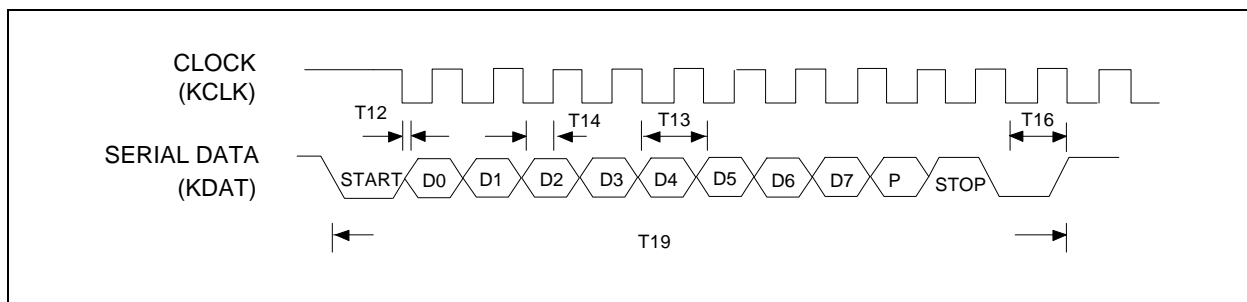 CLOCK
(KCLK)
T12
T14
T13
T16
SERIAL DATA
(KDAT)
START
D0
D1
D2
D3
D4
D5
D6
D7
P
STOP
T19